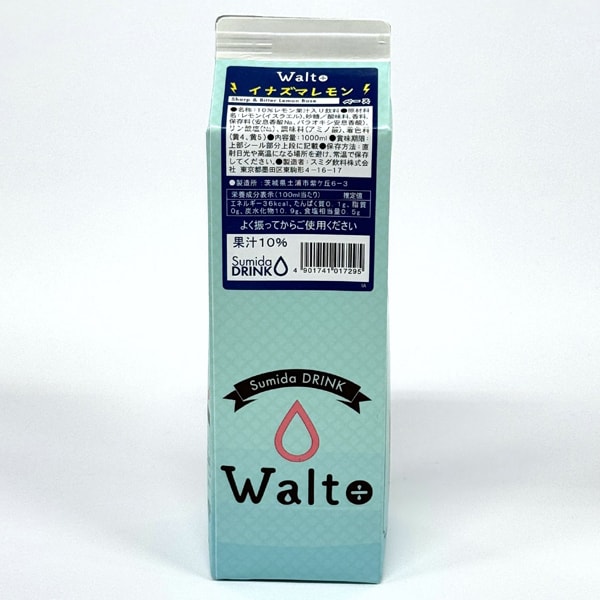 Walto
イナズマレモン
Sharp & Bitter Lemon Base ベース
●名称:10%レモン果汁入り飲料●原材料
名:レモン(イスラエル)、砂糖／酸味料、香料、
保存料(安息香酸Na、パラオキシ安息香酸)、
リン酸塩(Na)、調味料(アミノ酸)、着色料
(黄4、黄5)●内容量:1000ml●賞味期限:
上部シール部分上段に記載●保存方法:直
射日光や高温になる場所を避け、常温で保存
してください。●製造者:スミダ飲料株式会
社 東京都墨田区東駒形4-16-17
●製造所:茨城県土浦市紫ケ丘6-3
栄養成分表示(100ml当たり) 推定値
エネルギー36kcal、たんぱく質0.1g、脂質
0g、炭水化物10.9g、食塩相当量0.5g
よく振ってからご使用ください
果汁10%
Sumida
DRINK
4 901741 017295
Sumida DRINK
Walto